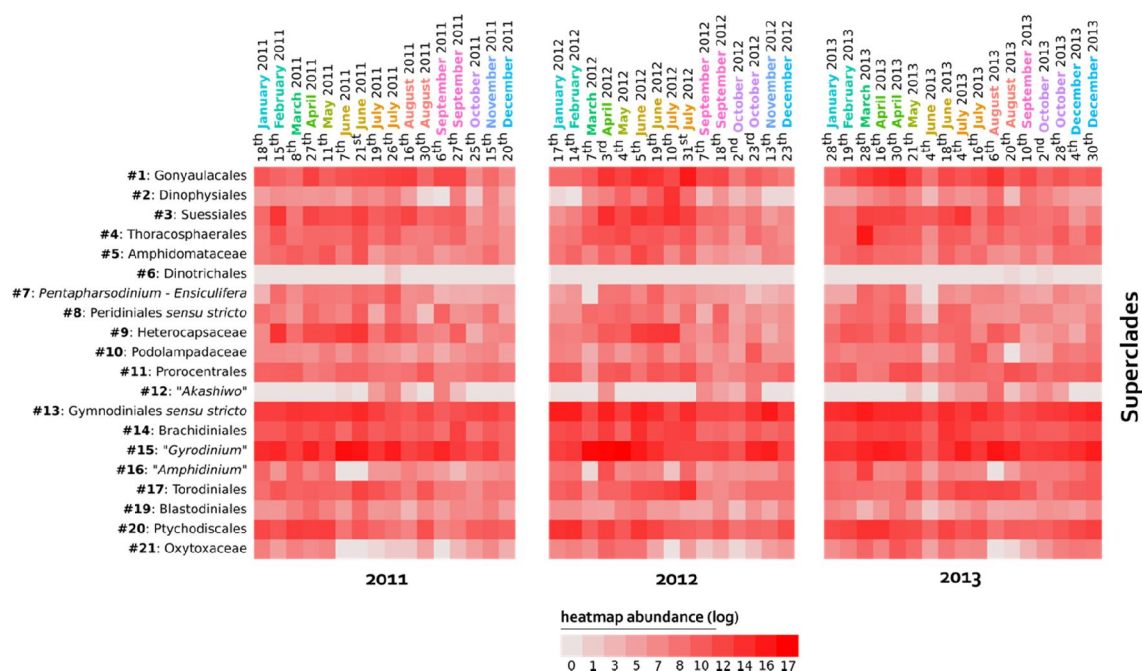 18th January 2011
15th February 2011
8th March 2011
27th April 2011
11th May 2011
7th June 2011
21st June 2011
19th July 2011
26th July 2011
16th August 2011
30th August 2011
6th September 2011
27th September 2011
25th October 2011
15th November 2011
20th December 2011
17th January 2012
14th February 2012
7th March 2012
3rd April 2012
4th May 2012
5th June 2012
19th June 2012
10th July 2012
31st July 2012
7th September 2012
18th September 2012
2nd October 2012
23rd October 2012
13th November 2012
23th December 2012
28th January 2013
19th February 2013
28th March 2013
16th April 2013
30th April 2013
21th May 2013
4th June 2013
18th June 2013
4th July 2013
16th July 2013
6th August 2013
20th August 2013
10th September 2013
2nd October 2013
28th October 2013
4th December 2013
30th December 2013
#1: Gonyaulacales
#2: Dinophysiales
#3: Suessiales
#4: Thoracosphaerales
#5: Amphidomataceae
#6: Dinotrichales
#7: Pentapharsodinium - Ensiculifera
#8: Peridiniales sensu stricto
#9: Heterocapsaceae
#10: Podolampadaceae
#11: Prorocentrales
#12: "Akashiwo"
#13: Gymnodiniales sensu stricto
#14: Brachidiniales
#15: "Gyrodinium"
#16: "Amphidinium"
#17: Torodiniales
#19: Blastodiniales
#20: Ptychodiscales
#21: Oxytoxaceae
Superclades
2011
2012
2013
heatmap abundance (log)
0 1 3 5 7 8 10 12 14 16 17